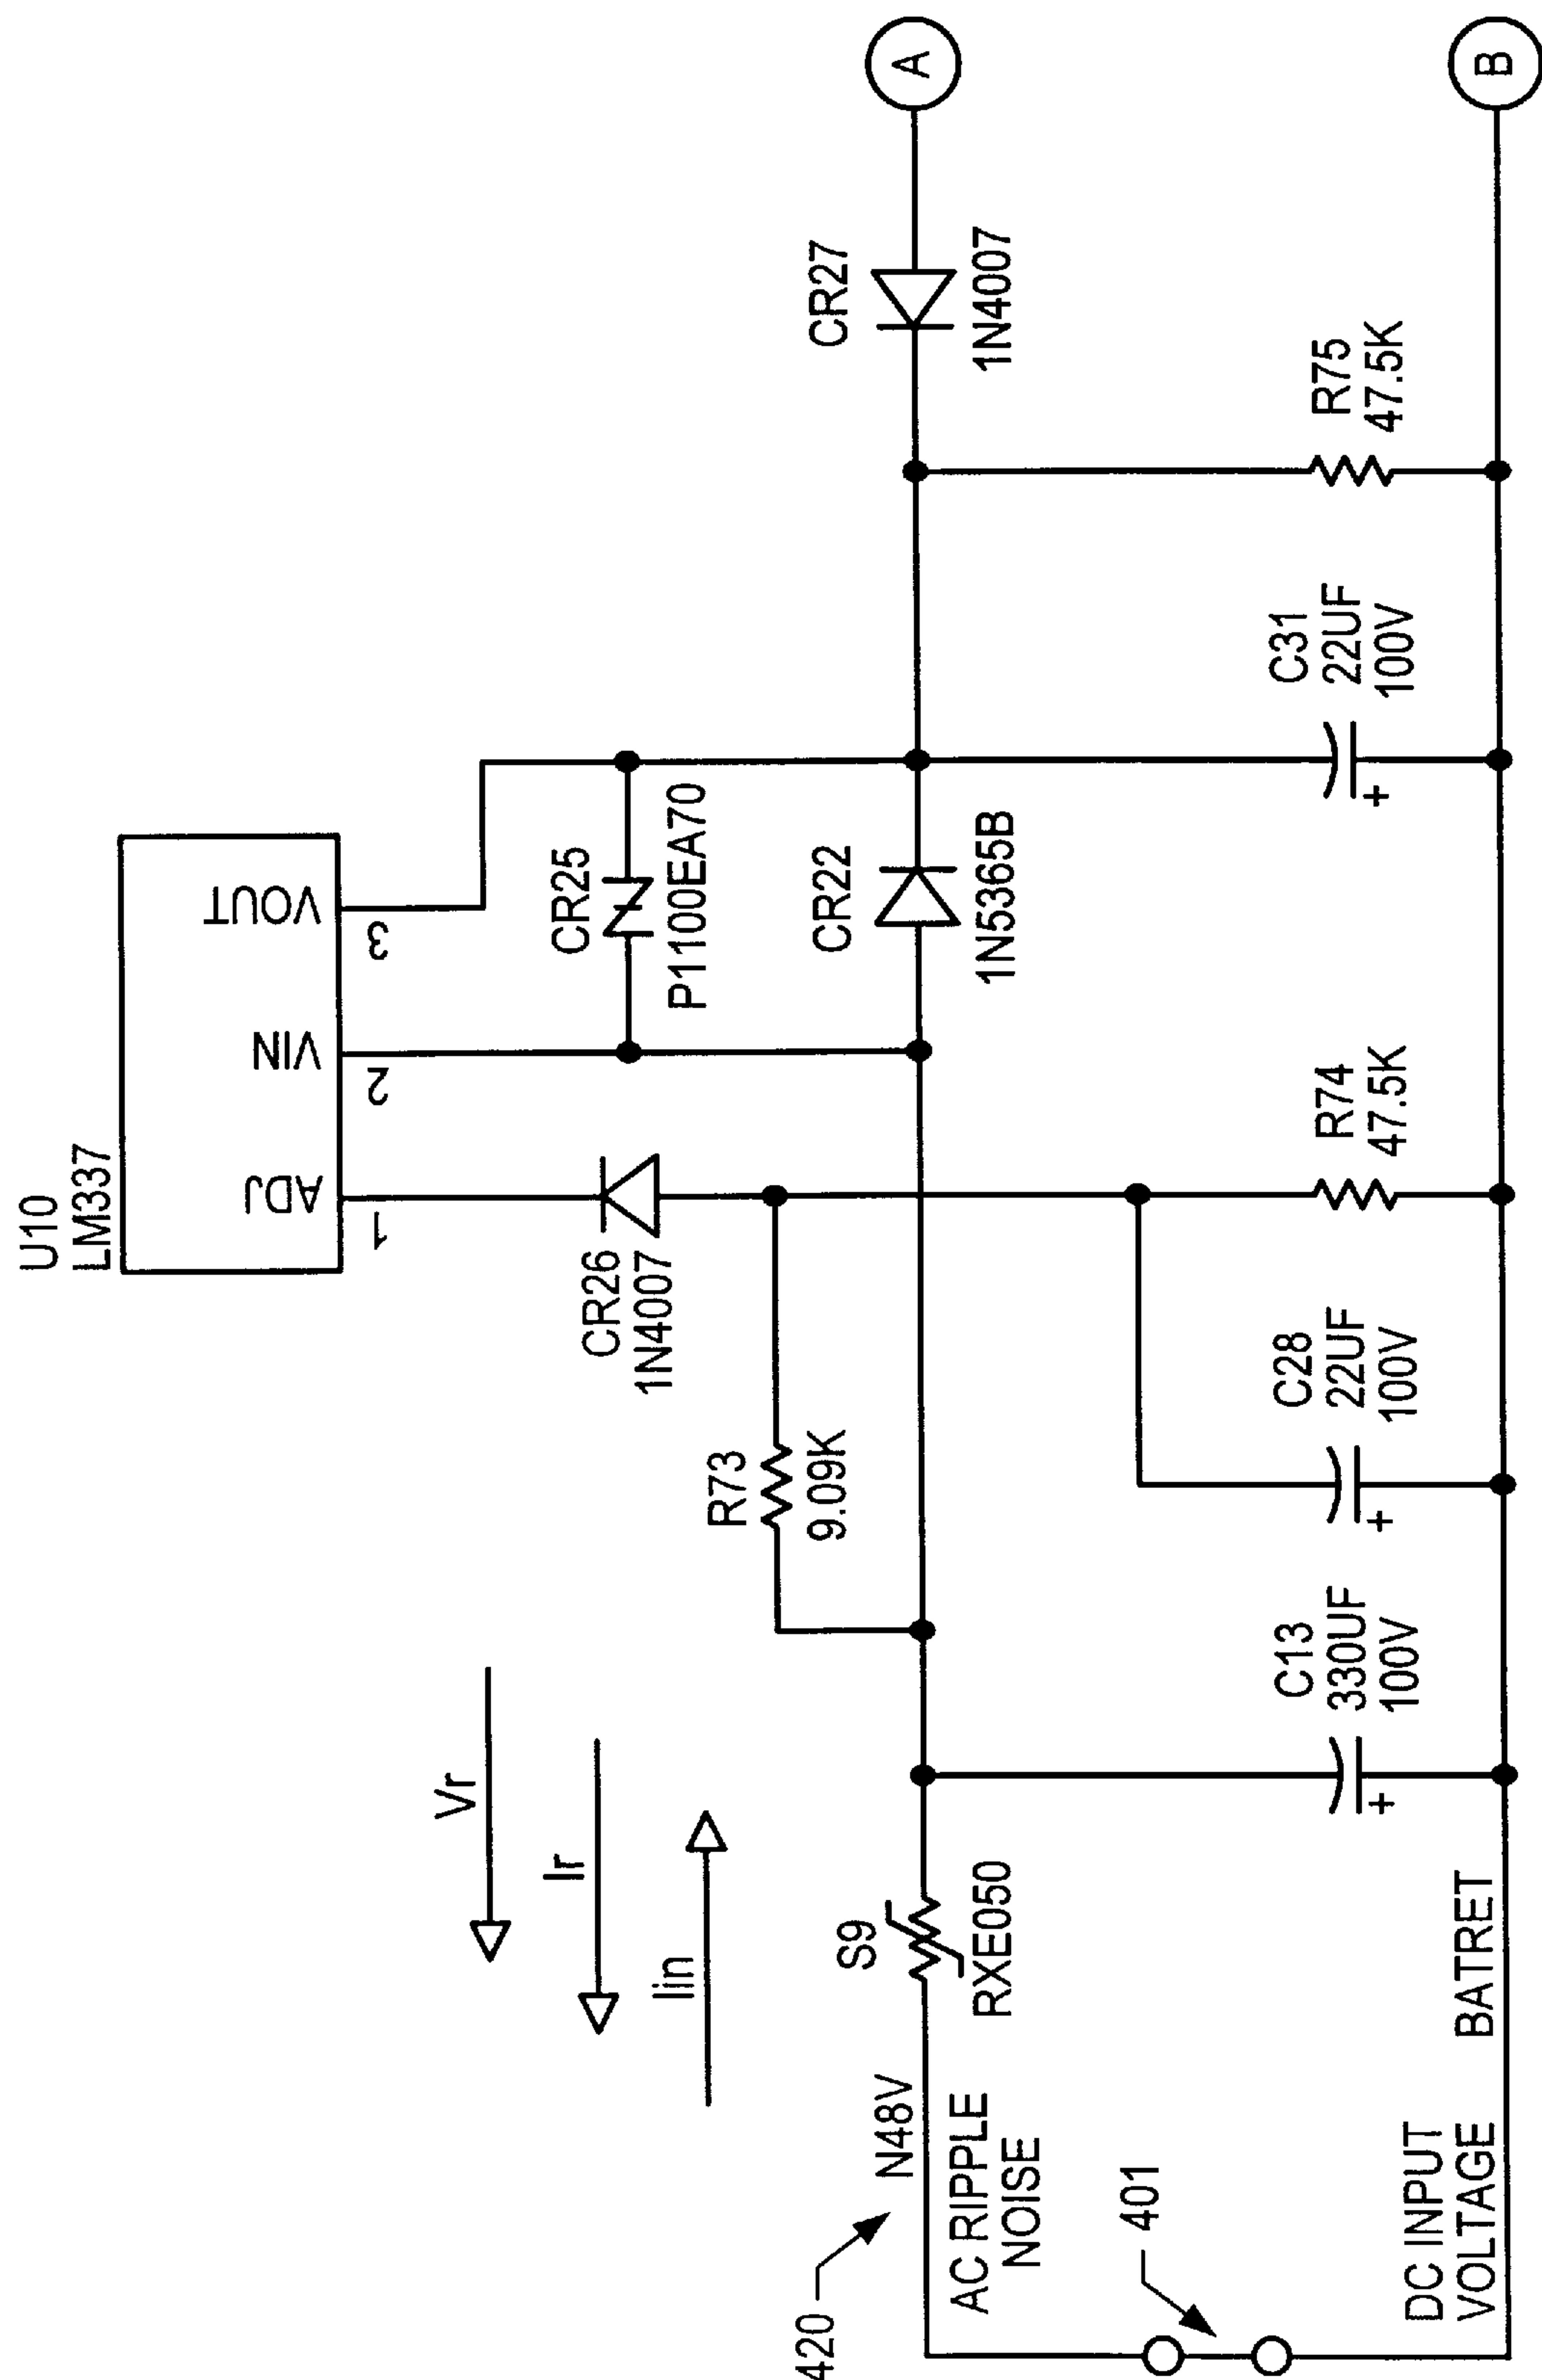 U10
LM337
ADJ
VIN
VOUT
1
2
3
CR26
1N4007
CR25
P1100EA70
Vr
Ir
Iin
R73
9.09K
S9
RXE050
CR22
1N5365B
CR27
1N4007
A
420
N48V
AC RIPPLE
NOISE
401
C13
330UF
100V
+
C28
22UF
100V
+
R74
47.5K
C31
22UF
100V
+
R75
47.5K
DC INPUT
VOLTAGE
BATRET
B